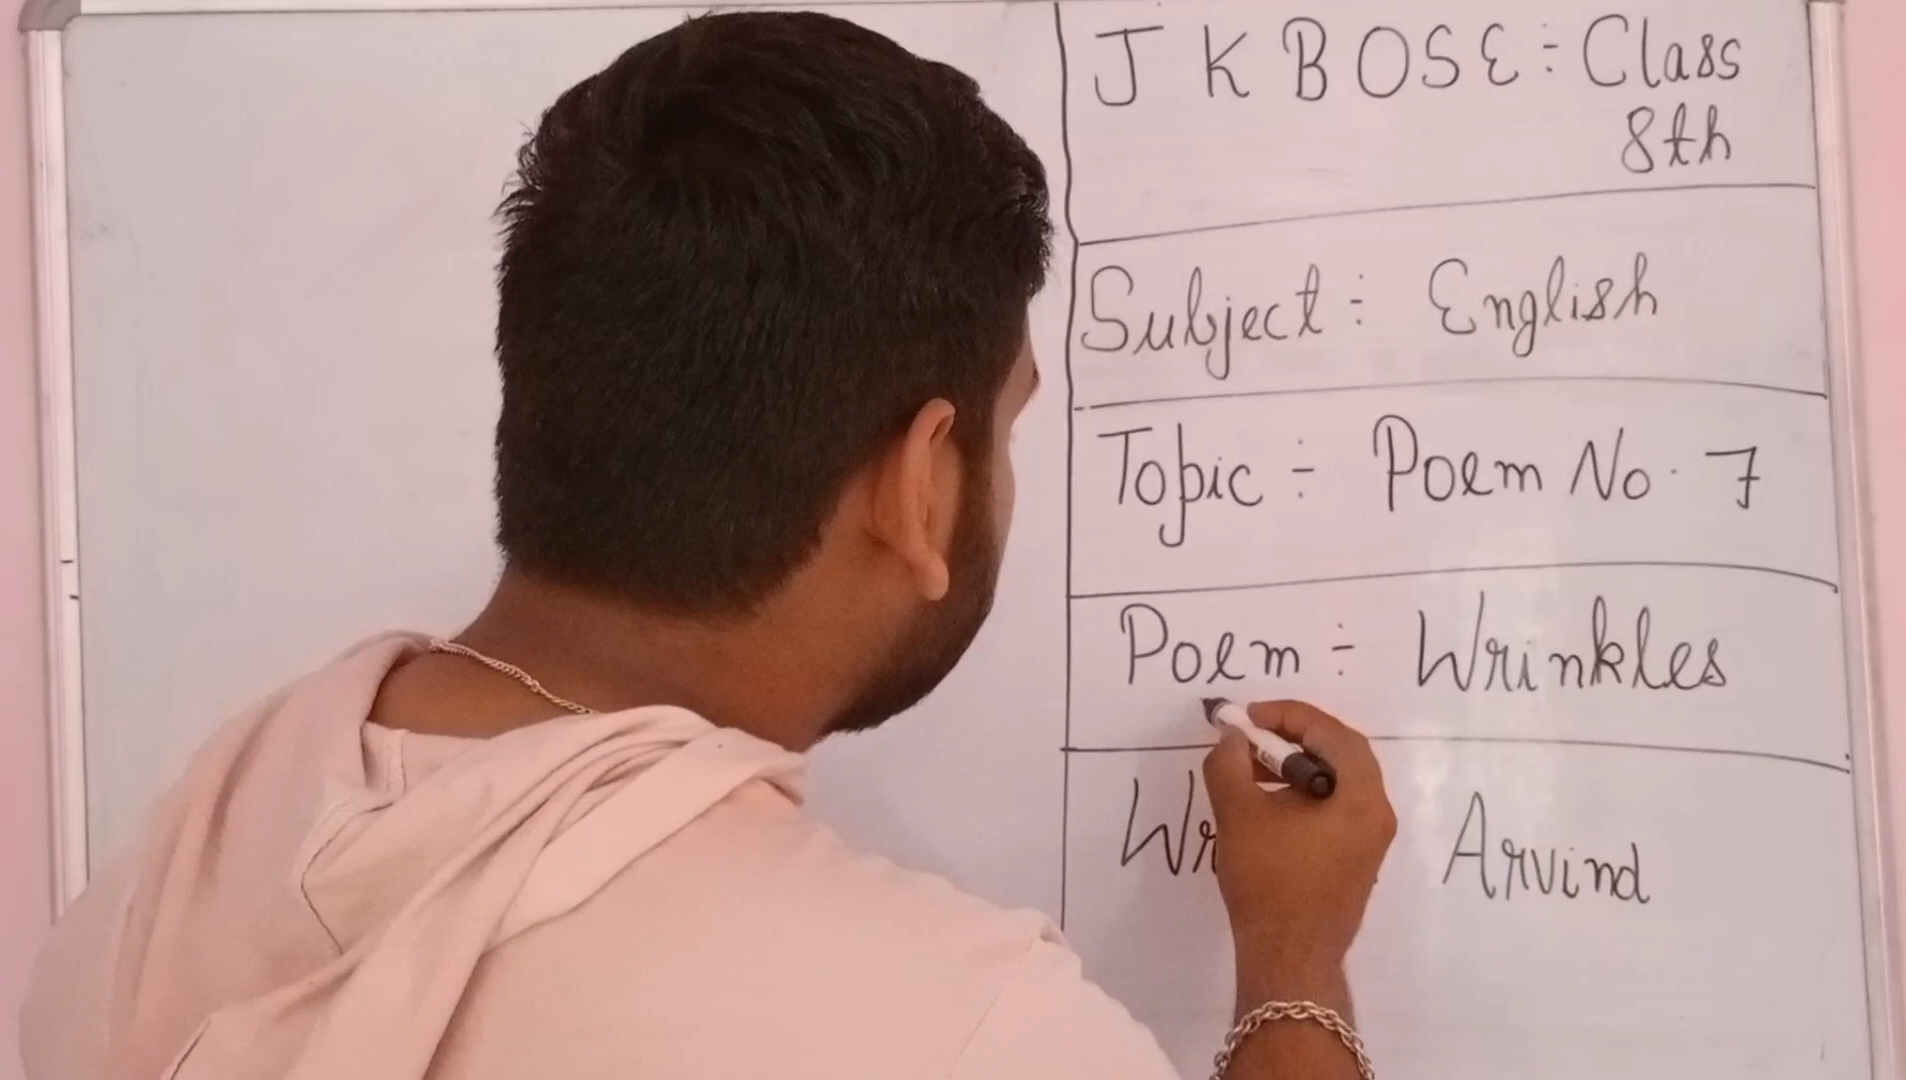 J K B O S E :- Class
8th
Subject :- English
Topic :- Poem No. 7
Poem :- Wrinkles
Arvind